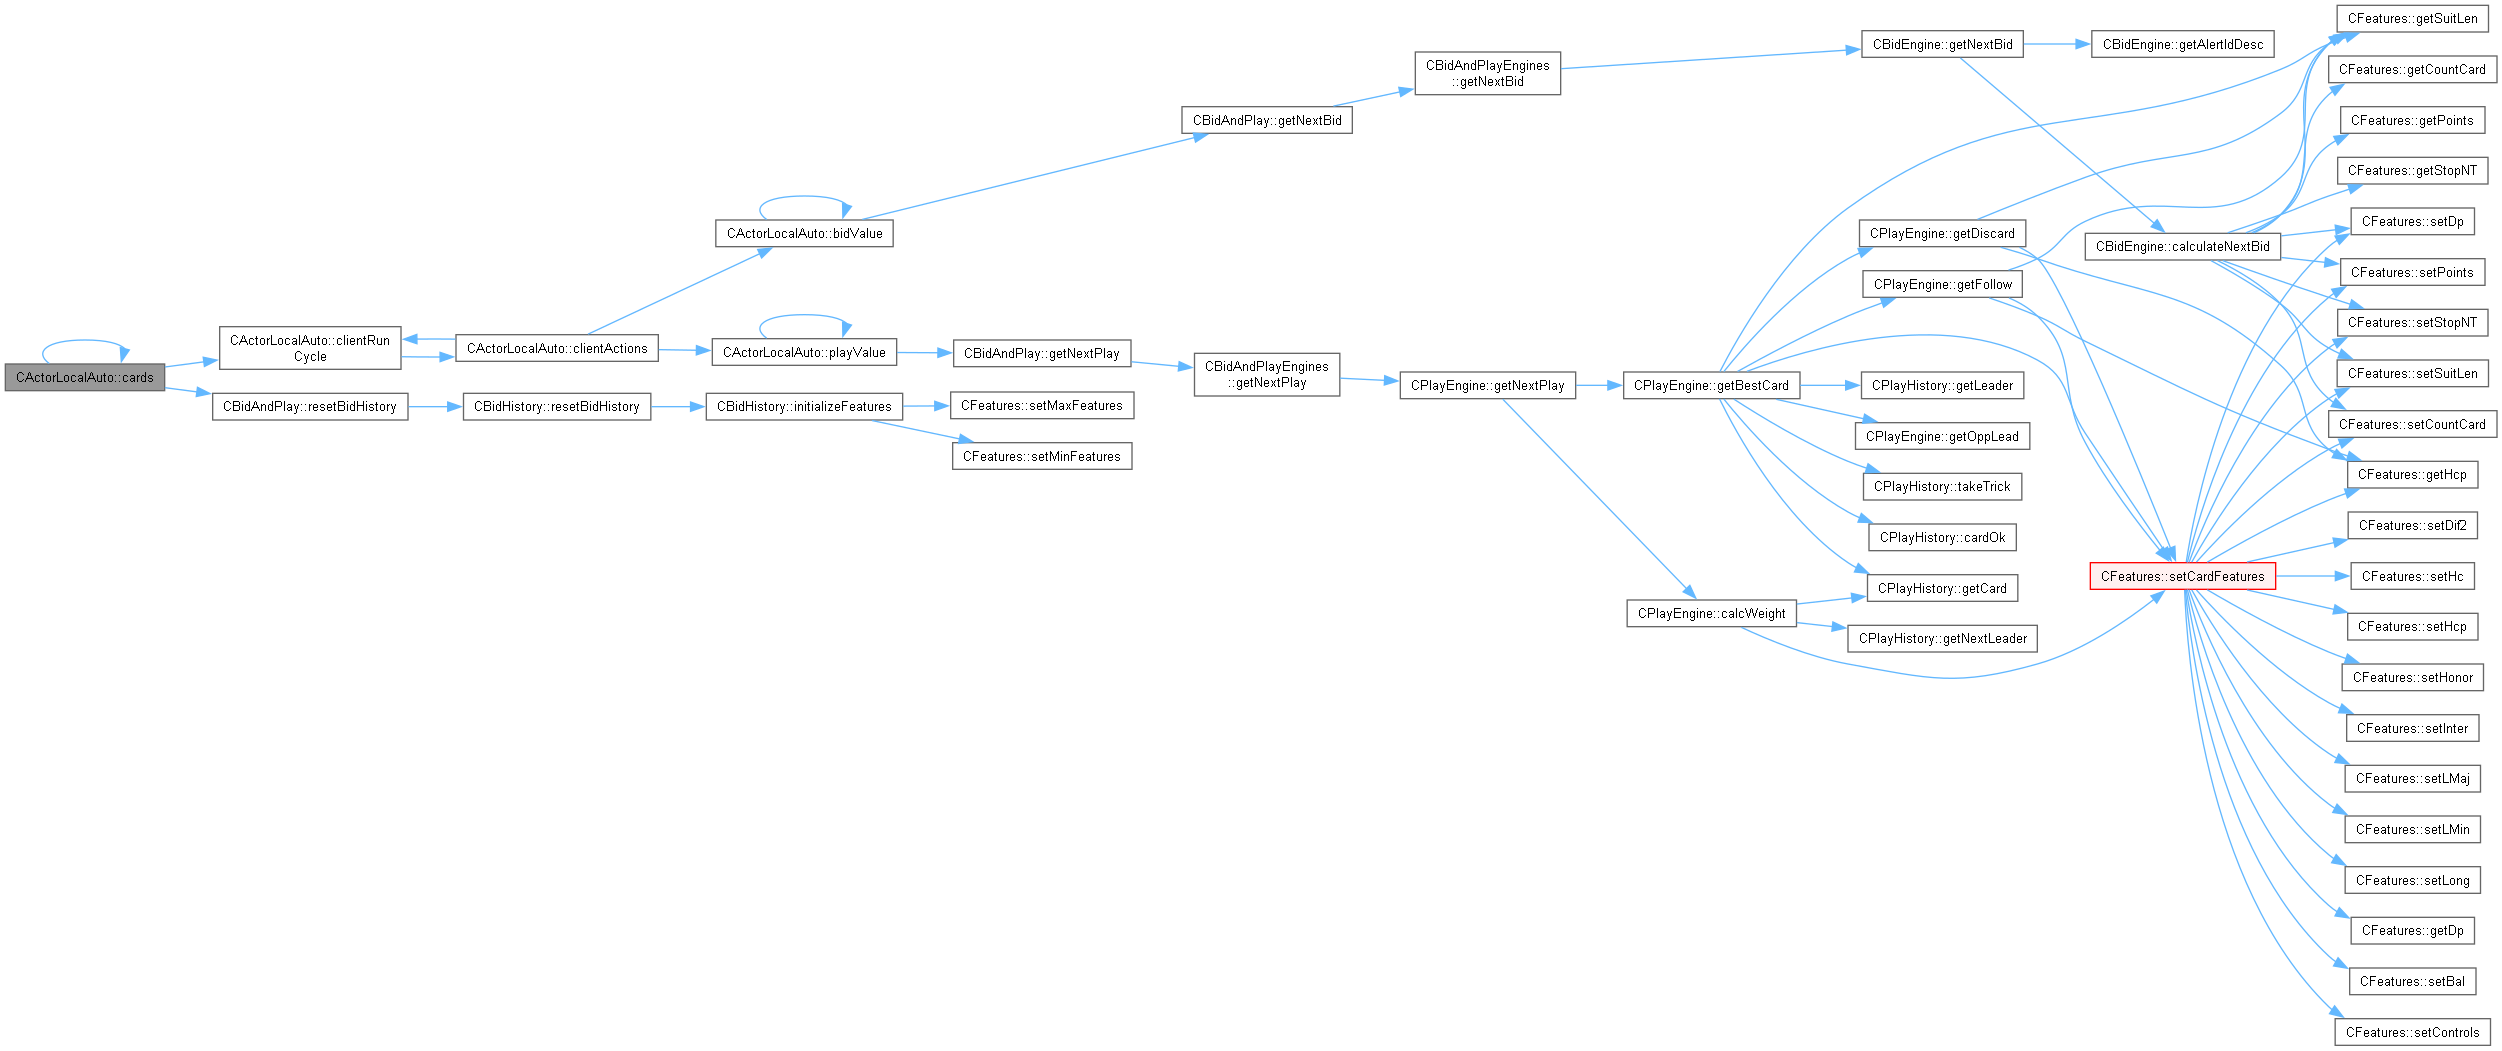 CActorLocalAuto::cards
CActorLocalAuto::clientRun
Cycle
CBidAndPlay::resetBidHistory
CActorLocalAuto::clientActions
CBidHistory::resetBidHistory
CActorLocalAuto::bidValue
CActorLocalAuto::playValue
CBidHistory::initializeFeatures
CBidAndPlay::getNextPlay
CFeatures::setMaxFeatures
CFeatures::setMinFeatures
CBidAndPlay::getNextBid
CBidAndPlayEngines
::getNextPlay
CBidAndPlayEngines
::getNextBid
CPlayEngine::getNextPlay
CPlayEngine::getBestCard
CPlayEngine::calcWeight
CBidEngine::getNextBid
CPlayEngine::getDiscard
CPlayEngine::getFollow
CPlayHistory::getLeader
CPlayEngine::getOppLead
CPlayHistory::takeTrick
CPlayHistory::cardOk
CPlayHistory::getCard
CPlayHistory::getNextLeader
CBidEngine::getAlertIdDesc
CBidEngine::calculateNextBid
CFeatures::setCardFeatures
CFeatures::getSuitLen
CFeatures::getCountCard
CFeatures::getPoints
CFeatures::getStopNT
CFeatures::setDp
CFeatures::setPoints
CFeatures::setStopNT
CFeatures::setSuitLen
CFeatures::setCountCard
CFeatures::getHcp
CFeatures::setDif2
CFeatures::setHc
CFeatures::setHcp
CFeatures::setHonor
CFeatures::setInter
CFeatures::setLMaj
CFeatures::setLMin
CFeatures::setLong
CFeatures::getDp
CFeatures::setBal
CFeatures::setControls